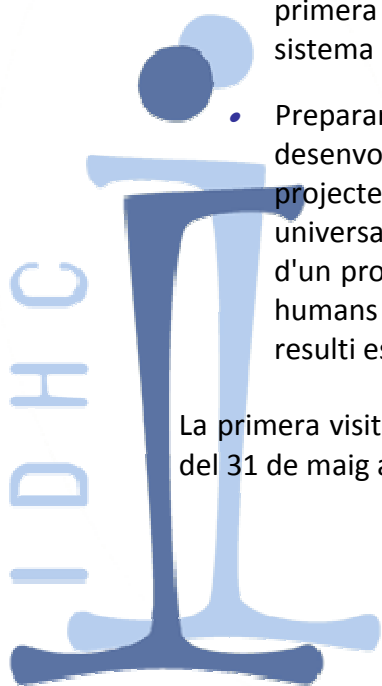 primera
sistema
• Preparar
desenvo
projecte
universa
d'un pro
humans
resulti es
La primera visit
del 31 de maig a
IDHC